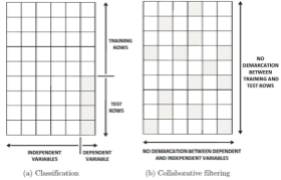 TRAINING
ROWS
TEST
ROWS
INDEPENDENT
VARIABLES
DEPENDENT
VARIABLE
(a) Classification
NO
DEMARCATION
BETWEEN
TRAINING AND
TEST ROWS
NO DEMARCATION BETWEEN DEPENDENT
AND INDEPENDENT VARIABLES
(b) Collaborative filtering